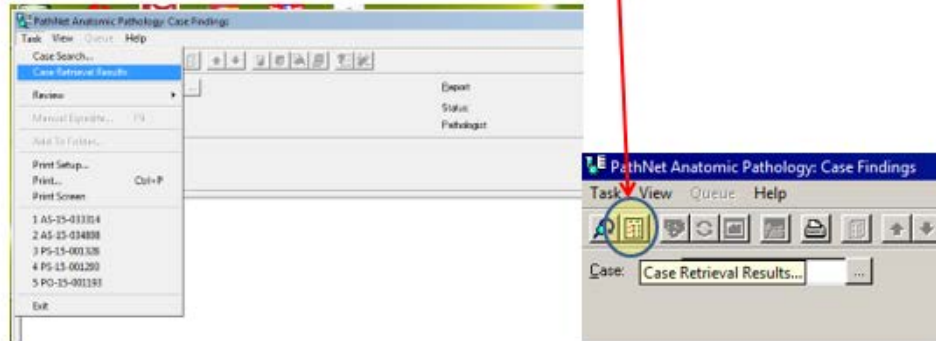 PathNet Anatomic Pathology: Case Findings
Task View Queue Help
Case Search...
Case Retrieval Results
Review
Manual Expedite... F9
Add To Folder...
Print Setup...
Print... Ctrl+P
Print Screen
1 AS-15-033314
2 AS-15-034808
3 PS-15-001328
4 PS-15-001280
5 PO-15-001193
Exit
...
Report
Status:
Pathologist
PathNet Anatomic Pathology: Case Findings
Task View Queue Help
Case:
Case Retrieval Results...
...